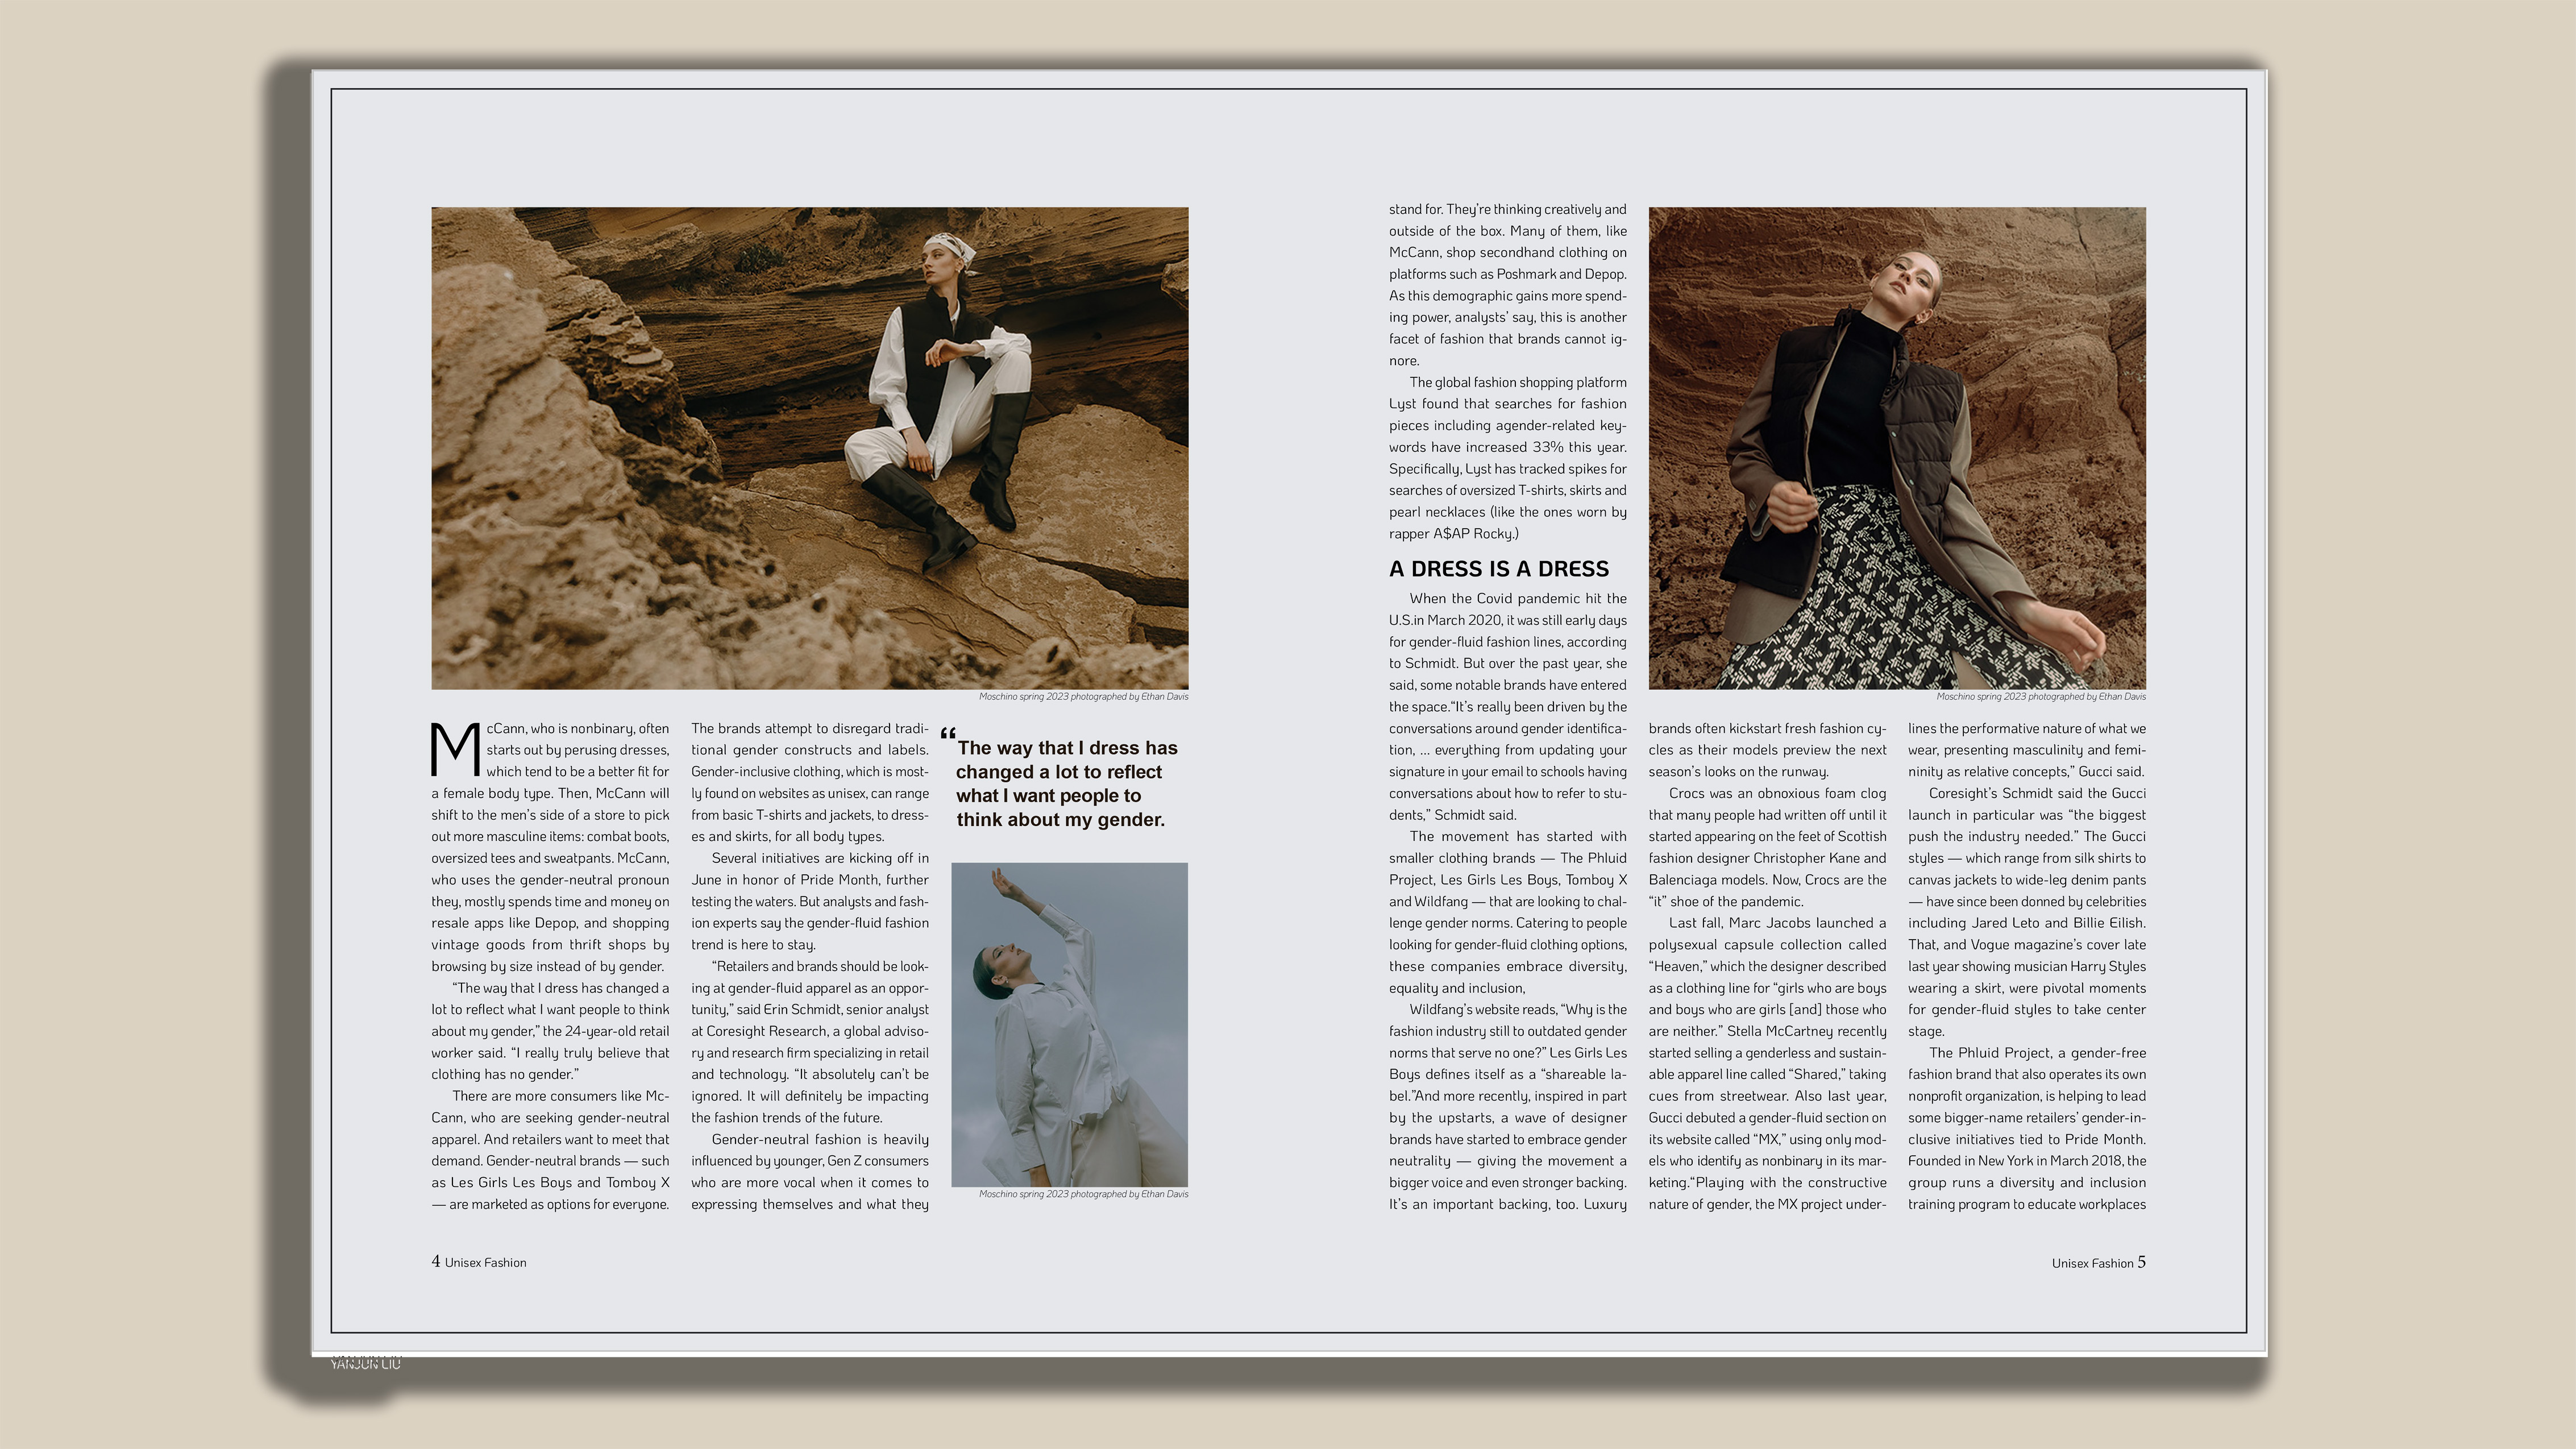 Moschino spring 2023 photographed by Ethan Davis
McCann, who is nonbinary, often
starts out by perusing dresses,
which tend to be a better fit for
a female body type. Then, McCann will
shift to the men's side of a store to pick
out more masculine items: combat boots,
oversized tees and sweatpants. McCann,
who uses the gender-neutral pronoun
they, mostly spends time and money on
resale apps like Depop, and shopping
vintage goods from thrift shops by
browsing by size instead of by gender.
“The way that I dress has changed a
lot to reflect what I want people to think
about my gender,” the 24-year-old retail
worker said. “I really truly believe that
clothing has no gender.”
There are more consumers like Mc-
Cann, who are seeking gender-neutral
apparel. And retailers want to meet that
demand. Gender-neutral brands — such
as Les Girls Les Boys and Tomboy X
— are marketed as options for everyone.
The brands attempt to disregard tradi-
tional gender constructs and labels.
Gender-inclusive clothing, which is most-
ly found on websites as unisex, can range
from basic T-shirts and jackets, to dress-
es and skirts, for all body types.
Several initiatives are kicking off in
June in honor of Pride Month, further
testing the waters. But analysts and fash-
ion experts say the gender-fluid fashion
trend is here to stay.
“Retailers and brands should be look-
ing at gender-fluid apparel as an oppor-
tunity,” said Erin Schmidt, senior analyst
at Coresight Research, a global adviso-
ry and research firm specializing in retail
and technology. “It absolutely can't be
ignored. It will definitely be impacting
the fashion trends of the future.
Gender-neutral fashion is heavily
influenced by younger, Gen Z consumers
who are more vocal when it comes to
expressing themselves and what they
“The way that I dress has
changed a lot to reflect
what I want people to
think about my gender.
Moschino spring 2023 photographed by Ethan Davis
4 Unisex Fashion
stand for. They're thinking creatively and
outside of the box. Many of them, like
McCann, shop secondhand clothing on
platforms such as Poshmark and Depop.
As this demographic gains more spend-
ing power, analysts' say, this is another
facet of fashion that brands cannot ig-
nore.
The global fashion shopping platform
Lyst found that searches for fashion
pieces including agender-related key-
words have increased 33% this year.
Specifically, Lyst has tracked spikes for
searches of oversized T-shirts, skirts and
pearl necklaces (like the ones worn by
rapper A$AP Rocky.)
A DRESS IS A DRESS
When the Covid pandemic hit the
U.S.in March 2020, it was still early days
for gender-fluid fashion lines, according
to Schmidt. But over the past year, she
said, some notable brands have entered
the space.“It's really been driven by the
conversations around gender identifica-
tion, ... everything from updating your
signature in your email to schools having
conversations about how to refer to stu-
dents,” Schmidt said.
The movement has started with
smaller clothing brands — The Phluid
Project, Les Girls Les Boys, Tomboy X
and Wildfang — that are looking to chal-
lenge gender norms. Catering to people
looking for gender-fluid clothing options,
these companies embrace diversity,
equality and inclusion,
Wildfang's website reads, “Why is the
fashion industry still to outdated gender
norms that serve no one?” Les Girls Les
Boys defines itself as a “shareable la-
bel.”And more recently, inspired in part
by the upstarts, a wave of designer
brands have started to embrace gender
neutrality — giving the movement a
bigger voice and even stronger backing.
It's an important backing, too. Luxury
Moschino spring 2023 photographed by Ethan Davis
brands often kickstart fresh fashion cy-
cles as their models preview the next
season's looks on the runway.
Crocs was an obnoxious foam clog
that many people had written off until it
started appearing on the feet of Scottish
fashion designer Christopher Kane and
Balenciaga models. Now, Crocs are the
“it” shoe of the pandemic.
Last fall, Marc Jacobs launched a
polysexual capsule collection called
“Heaven,” which the designer described
as a clothing line for “girls who are boys
and boys who are girls [and] those who
are neither.” Stella McCartney recently
started selling a genderless and sustain-
able apparel line called “Shared,” taking
cues from streetwear. Also last year,
Gucci debuted a gender-fluid section on
its website called “MX,” using only mod-
els who identify as nonbinary in its mar-
keting.“Playing with the constructive
nature of gender, the MX project under-
lines the performative nature of what we
wear, presenting masculinity and femi-
ninity as relative concepts,” Gucci said.
Coresight's Schmidt said the Gucci
launch in particular was “the biggest
push the industry needed.” The Gucci
styles — which range from silk shirts to
canvas jackets to wide-leg denim pants
— have since been donned by celebrities
including Jared Leto and Billie Eilish.
That, and Vogue magazine's cover late
last year showing musician Harry Styles
wearing a skirt, were pivotal moments
for gender-fluid styles to take center
stage.
The Phluid Project, a gender-free
fashion brand that also operates its own
nonprofit organization, is helping to lead
some bigger-name retailers' gender-in-
clusive initiatives tied to Pride Month.
Founded in New York in March 2018, the
group runs a diversity and inclusion
training program to educate workplaces
Unisex Fashion 5
YANJUN LIU